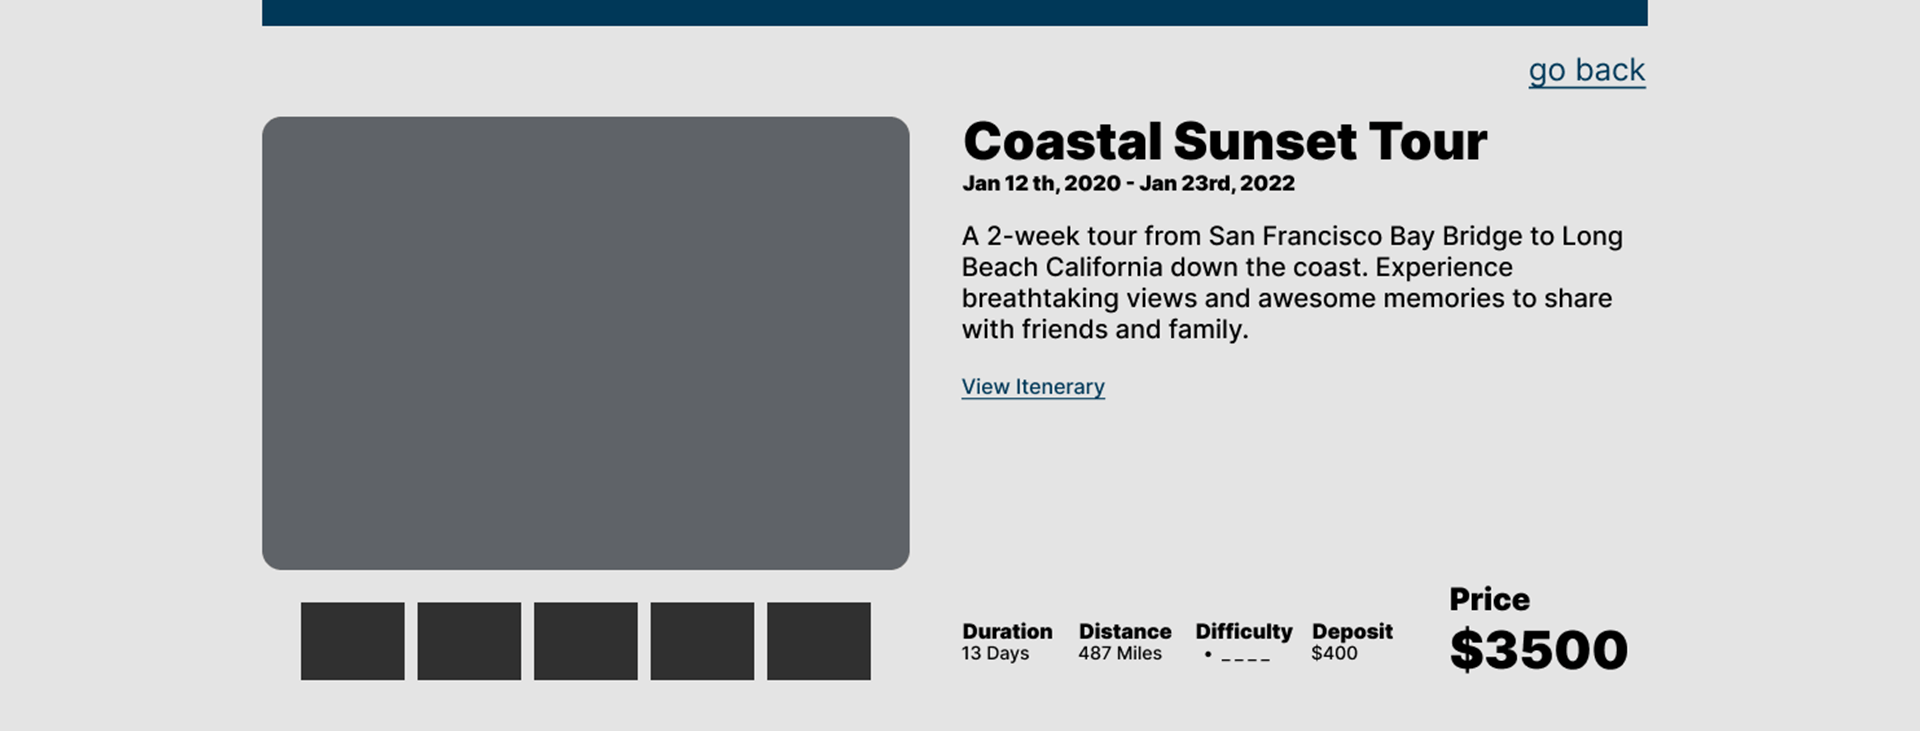 go back
Coastal Sunset Tour
Jan 12 th, 2020 - Jan 23rd, 2022
A 2-week tour from San Francisco Bay Bridge to Long
Beach California down the coast. Experience
breathtaking views and awesome memories to share
with friends and family.
View Itenerary
Price
$3500
Duration Distance Difficulty Deposit
13 Days 487 Miles • _ _ _ _ $400